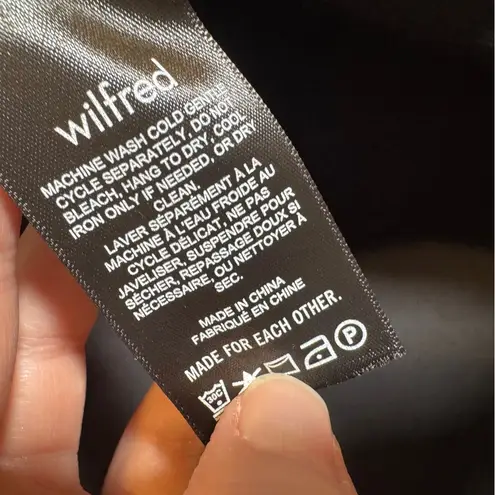 wilfred
MACHINE WASH COLD GENTLE
CYCLE SEPARATELY, DO NOT
BLEACH, HANG TO DRY, COOL
IRON ONLY IF NEEDED, OR DRY
CLEAN.
LAVER SÉPARÉMENT À LA
MACHINE À L'EAU FROIDE AU
CYCLE DÉLICAT, NE PAS
JAVELISER, SUSPENDRE POUR
SÉCHER, REPASSAGE DOUX SI
NÉCESSAIRE OU NETTOYER À
SEC.
MADE IN CHINA
FABRIQUÉ EN CHINE
MADE FOR EACH OTHER.
30C P